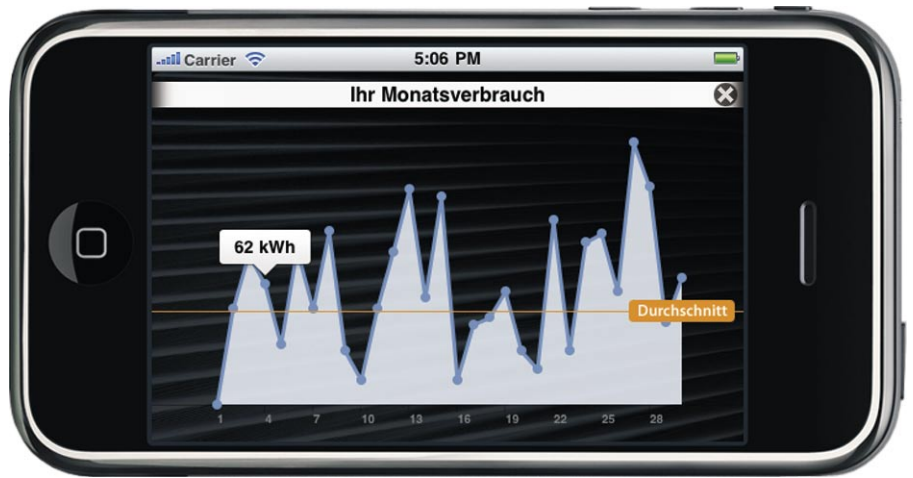 Carrier 5:06 PM
Ihr Monatsverbrauch
62 kWh
Durchschnitt
1 4 7 10 13 16 19 22 25 28